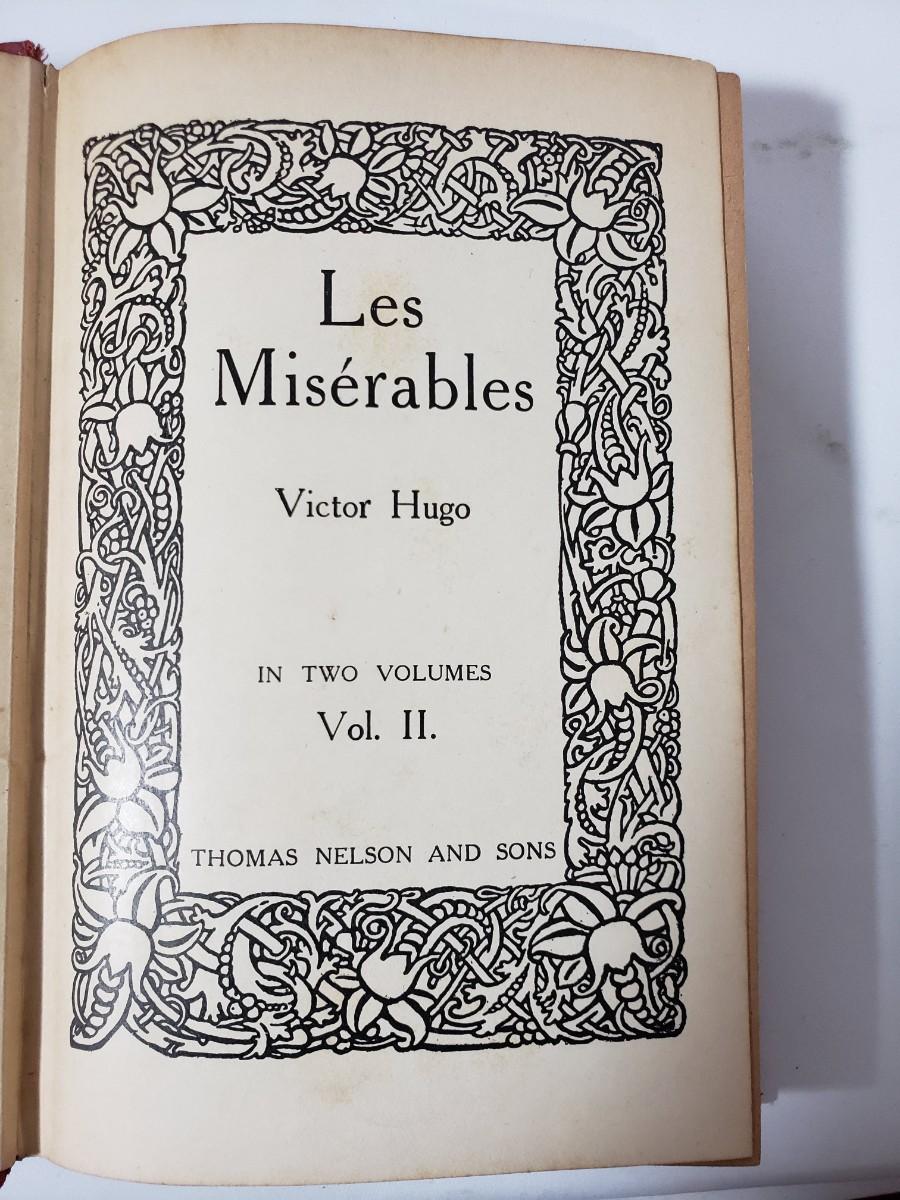 Les
Misérables
Victor Hugo
IN TWO VOLUMES
Vol. II.
THOMAS NELSON AND SONS